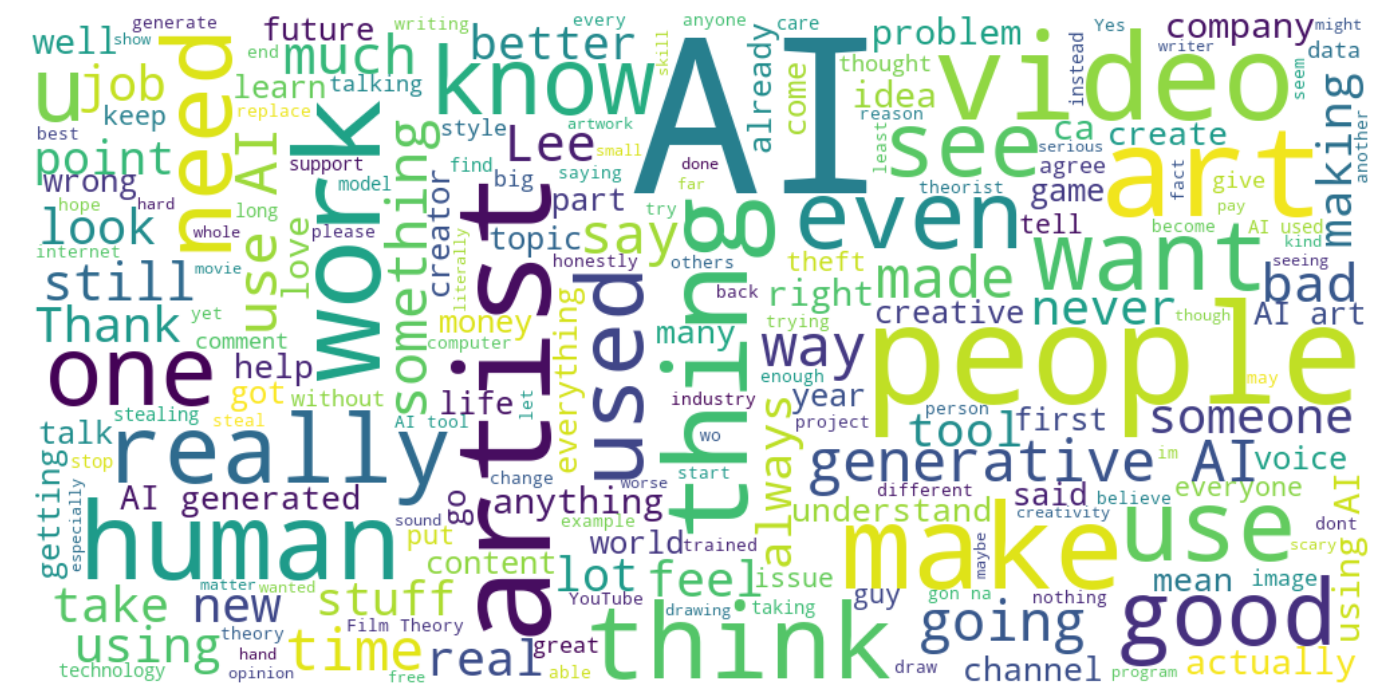 generate
show
well
future
end
much
writing
every
better
skill
anyone
care
already
problem
Yes
company
might
writer
data
u
job
need
learn
talking
know
AI
come
thought
idea
reason
video
instead
seem
making
another
keep
best
replace
point
wrong
use AI
support
work
model
something
style
artwork
Lee
small
find
saying
big
done
far
least
see
ca
create
serious
agree
art
fact
give
pay
hope
hard
look
whole
long
please
love
internet
creator
literally
artist
part
try
topic
say
honestly
others
thing
even
theorist
game
tell
become
AI used
kind
seeing
still
movie
Thank
yet
comment
money
computer
everything
used
back
many
theft
right
trying
made
creative
want
never
though
bad
AI art
one
help
got
without
life
let
industry
way
enough
year
project
people
may
someone
stealing
steal
AI tool
talk
stop
really
getting
especially
change
go
anything
worse
wo
start
always
person
tool
first
generative AI
im
voice
AI generated
sound
put
example
world
trained
understand
different
said
believe
creativity
everyone
using AI
dont
scary
human
content
lot
feel
issue
make
maybe
use
mean
image
matter
wanted
take
new
stuff
YouTube
drawing
taking
guy
gon na
nothing
good
using
theory
Film Theory
time
real
great
think
going
hand
technology
opinion
free
able
draw
channel
program
actually